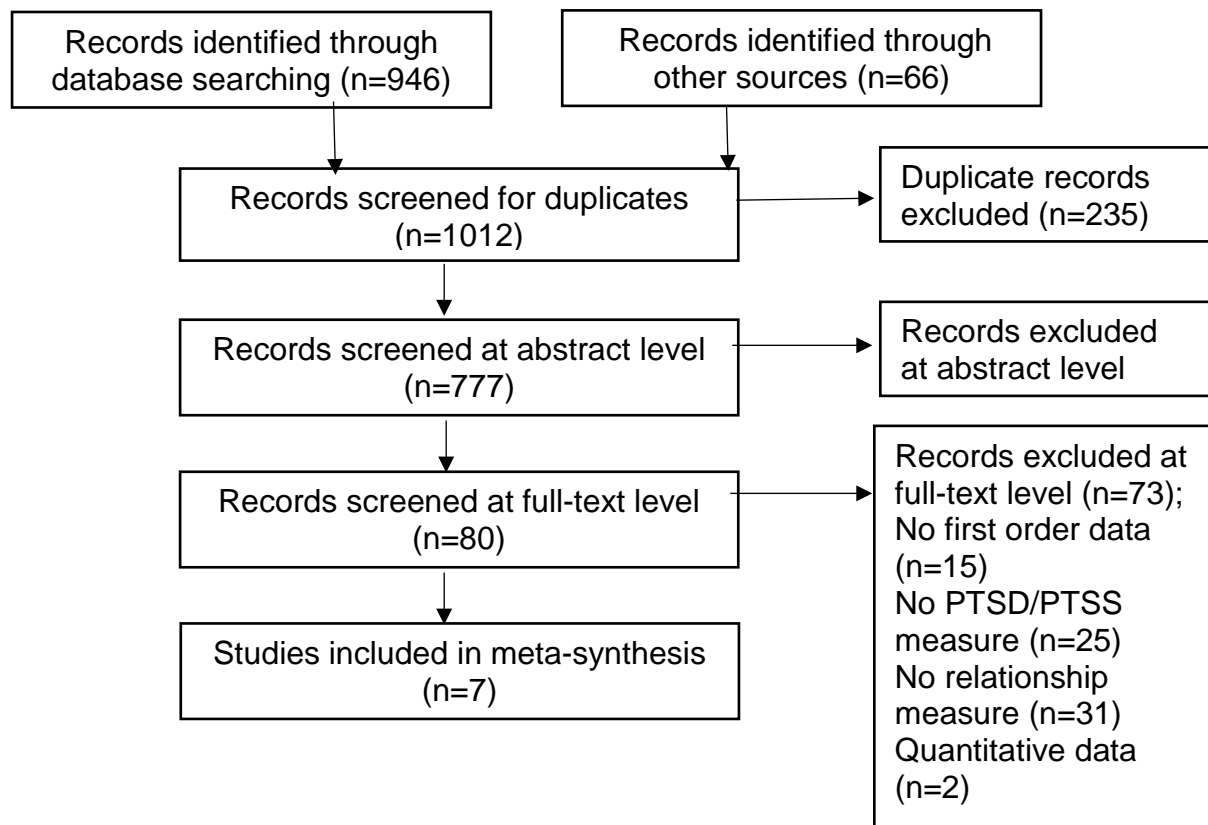 Records identified through
database searching (n=946)
Records identified through
other sources (n=66)
Records screened for duplicates
(n=1012)
Duplicate records
excluded (n=235)
Records screened at abstract level
(n=777)
Records excluded
at abstract level
Records screened at full-text level
(n=80)
Records excluded at
full-text level (n=73);
No first order data
(n=15)
No PTSD/PTSS
measure (n=25)
No relationship
measure (n=31)
Quantitative data
(n=2)
Studies included in meta-synthesis
(n=7)